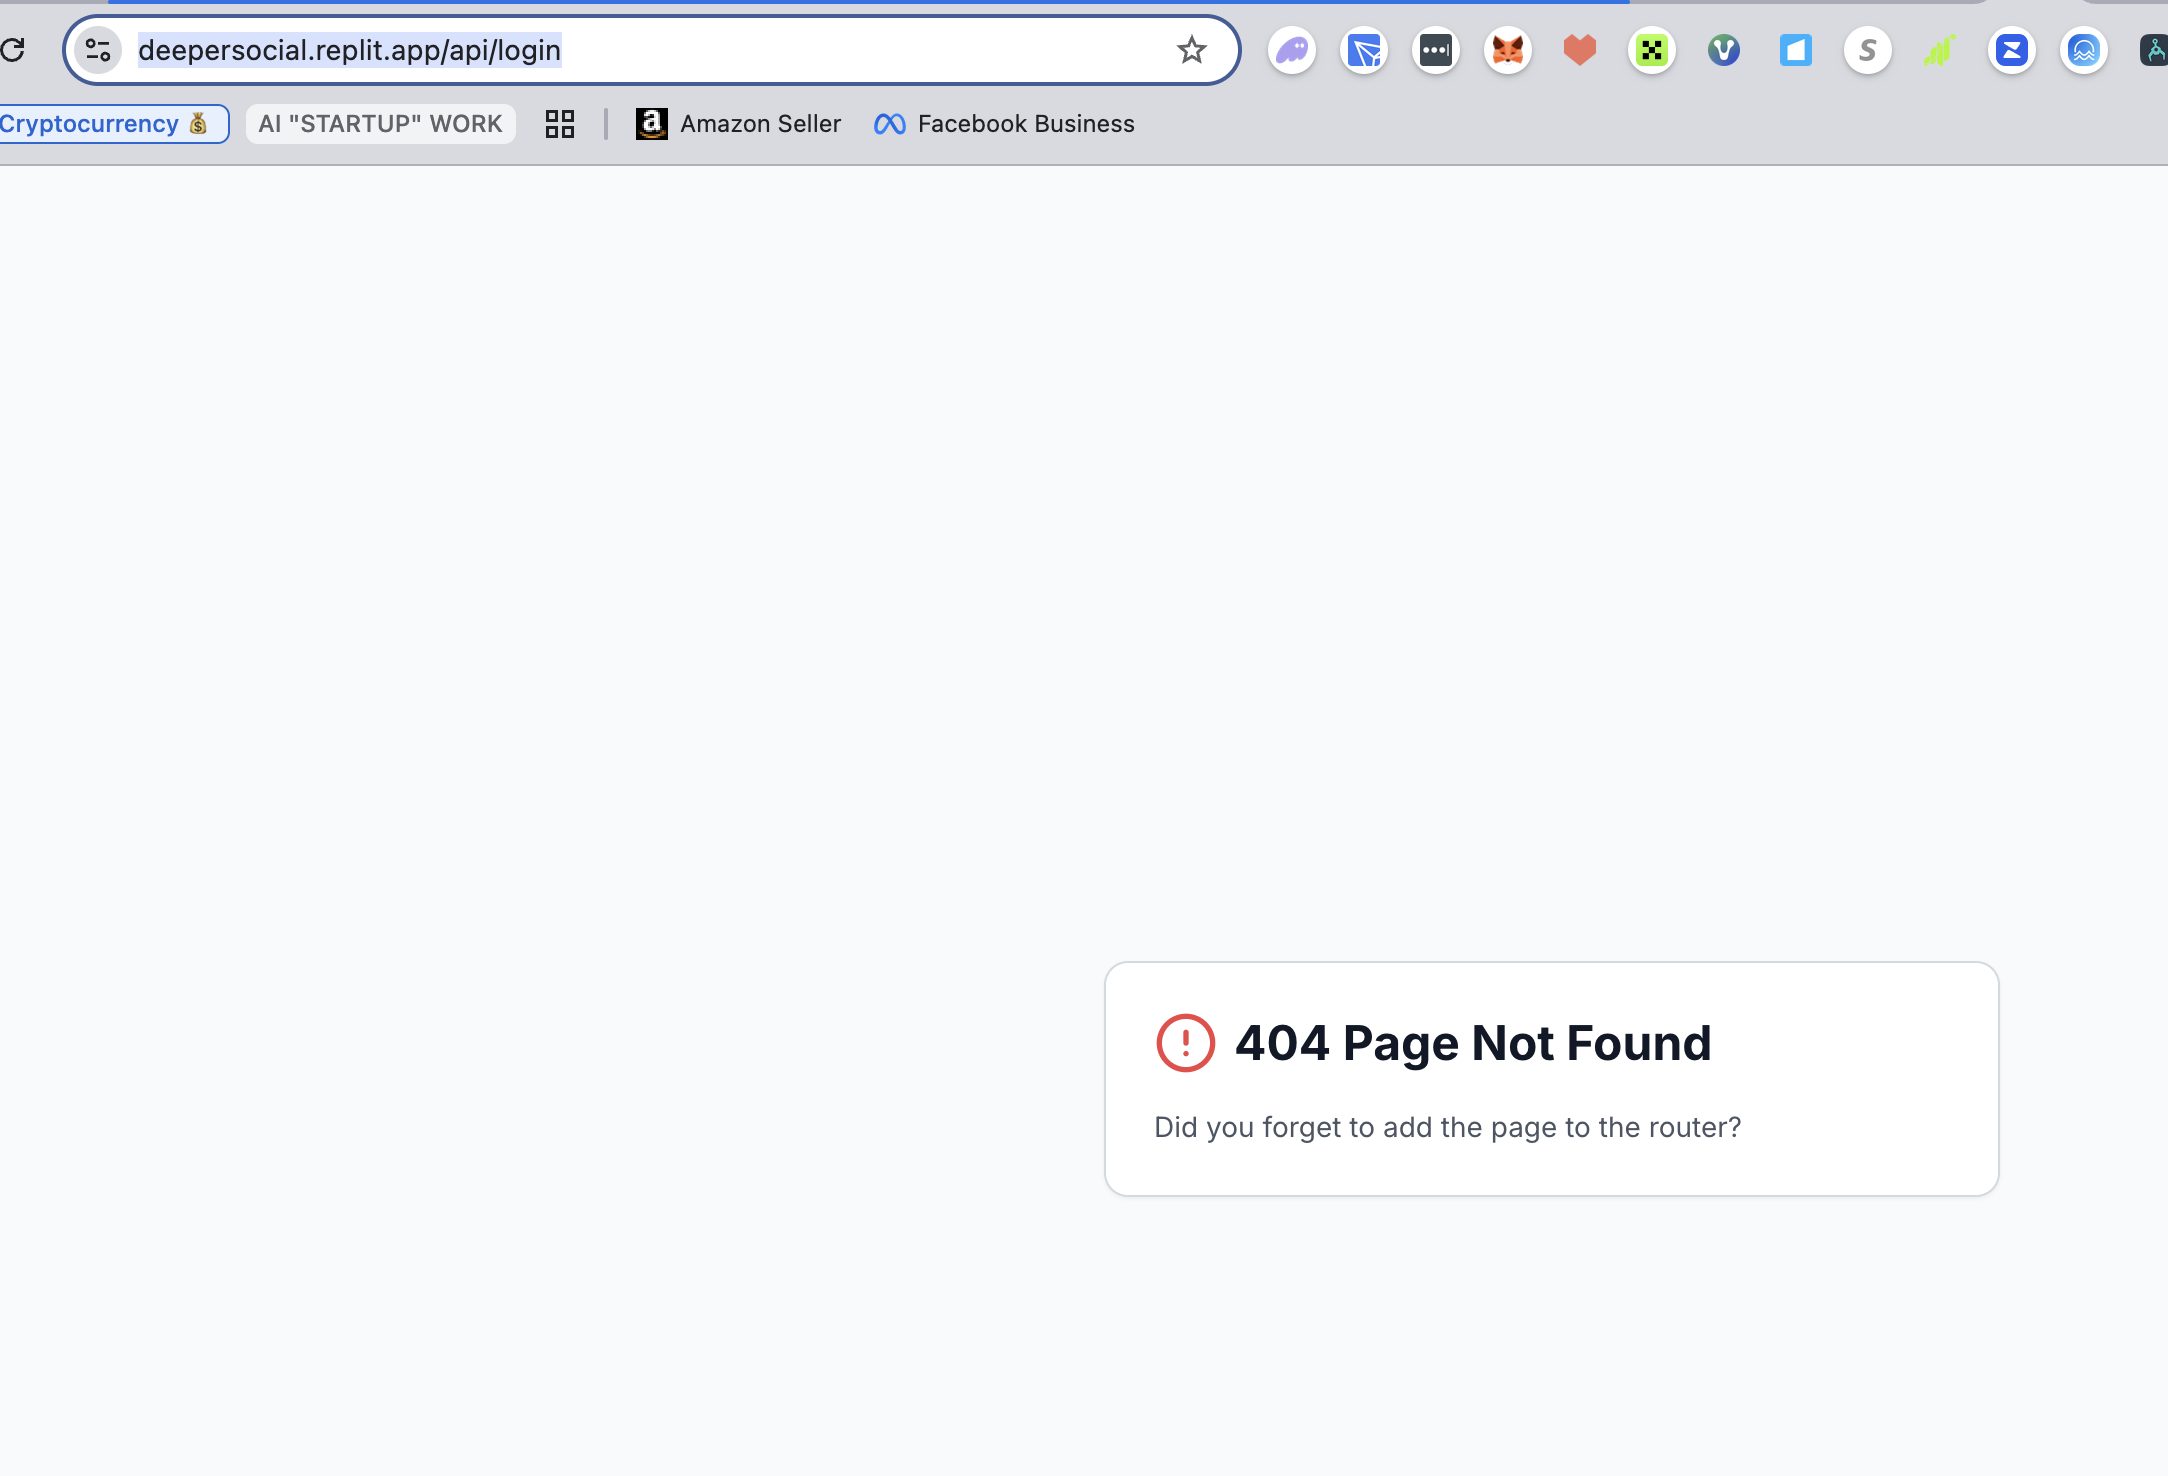 deepersocial.replit.app/api/login
Cryptocurrency 💰
AI "STARTUP" WORK
Amazon Seller
Facebook Business
404 Page Not Found
Did you forget to add the page to the router?